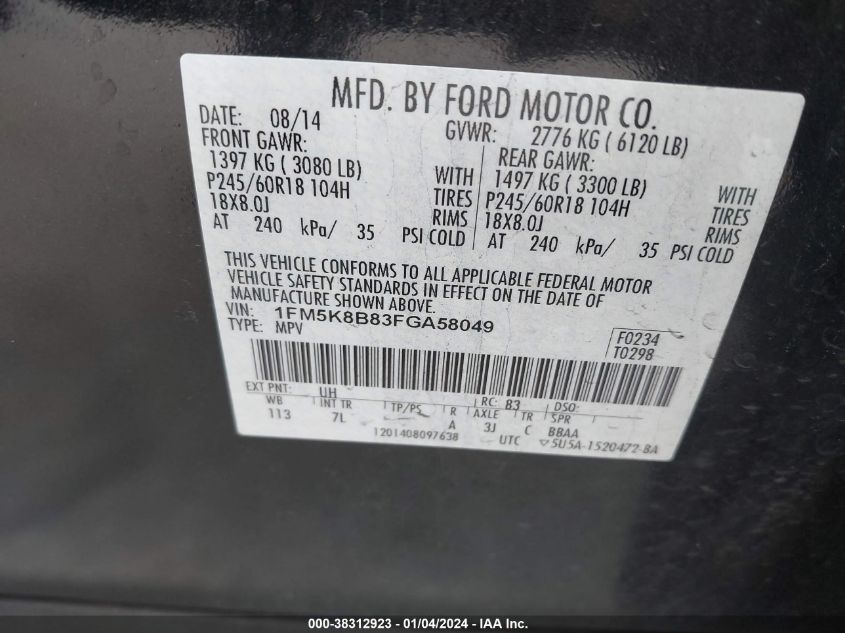 MFD. BY FORD MOTOR CO.
DATE: 08/14
GVWR: 2776 KG ( 6120 LB)
FRONT GAWR:
1397 KG ( 3080 LB) WITH
P245/60R18 104H TIRES
18X8.0J RIMS
AT 240 kPa/ 35 PSI COLD
REAR GAWR:
1497 KG ( 3300 LB) WITH
P245/60R18 104H TIRES
18X8.0J RIMS
AT 240 kPa/ 35 PSI COLD
THIS VEHICLE CONFORMS TO ALL APPLICABLE FEDERAL MOTOR
VEHICLE SAFETY STANDARDS IN EFFECT ON THE DATE OF
MANUFACTURE SHOWN ABOVE.
VIN: 1FM5K8B83FGA58049
TYPE: MPV
F0234
T0298
EXT PNT: UH RC: 83 DSO:
WB INT TR TP/PS R AXLE TR SPR
113 7L A 3J C BBAA
1201408097638 UTC 5U5A-1520472-BA
000-38312923 - 01/04/2024 - IAA Inc.